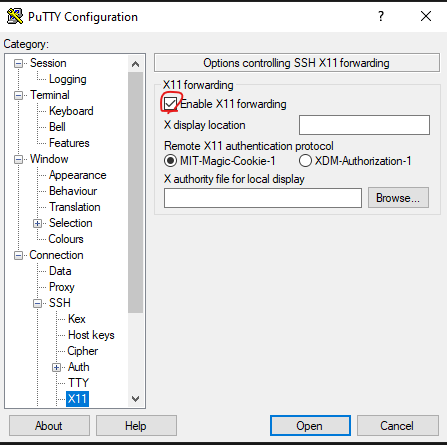 PuTTY Configuration
?
×
Category:
Session
Logging
Terminal
Keyboard
Bell
Features
Window
Appearance
Behaviour
Translation
Selection
Colours
Connection
Data
Proxy
SSH
Kex
Host keys
Cipher
Auth
TTY
X11
Options controlling SSH X11 forwarding
X11 forwarding
Enable X11 forwarding
X display location
Remote X11 authentication protocol
MIT-Magic-Cookie-1 XDM-Authorization-1
X authority file for local display
Browse...
About Help Open Cancel